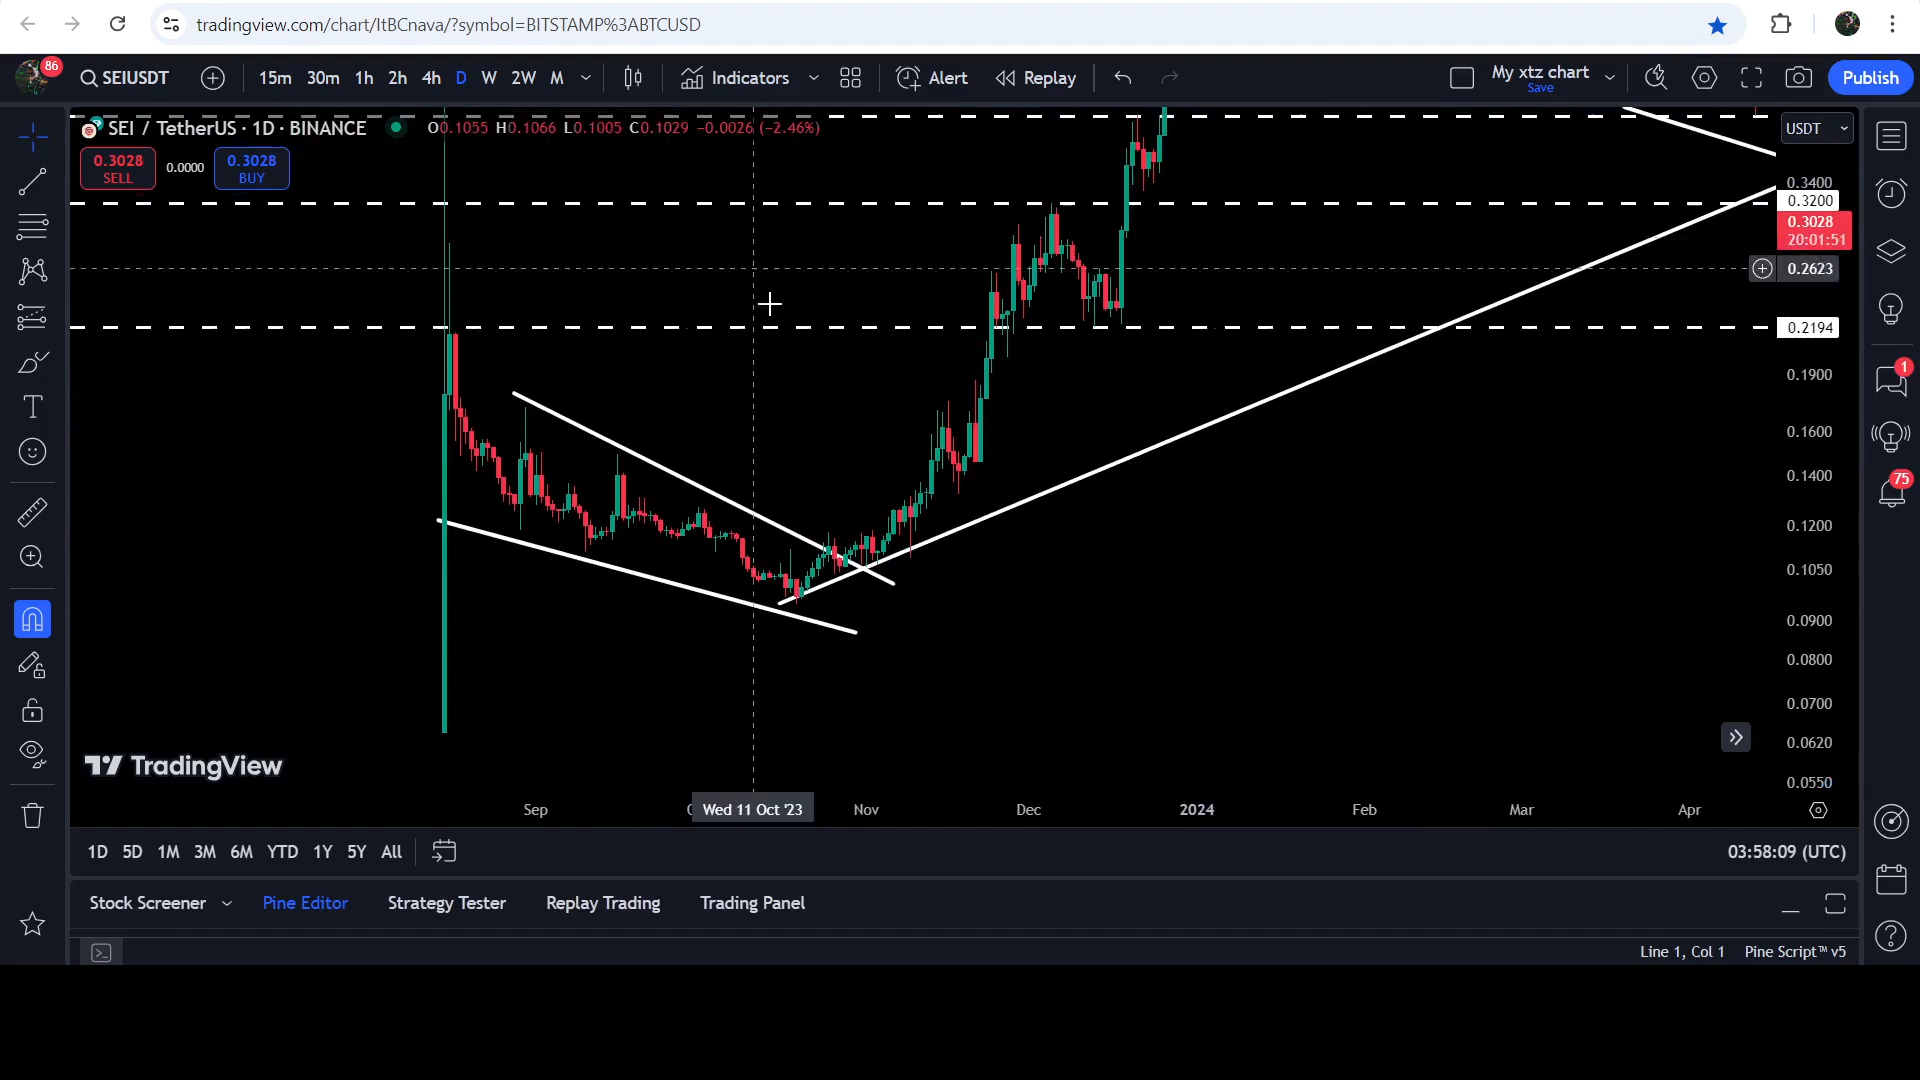 tradingview.com/chart/ItBCnava/?symbol=BITSTAMP%3ABTCUSD
86
SEIUSDT 15m 30m 1h 2h 4h D W 2W M Indicators Alert Replay My xtz chart Save Publish
SEI / TetherUS · 1D · BINANCE O0.1055 H0.1066 L0.1005 C0.1029 −0.0026 (−2.46%)
USDT
0.3028 SELL 0.0000 0.3028 BUY
0.3400
0.3200
0.3028
20:01:51
0.2623
0.2194
0.1900
0.1600
0.1400
0.1200
0.1050
0.0900
0.0800
0.0700
0.0620
0.0550
1
75
TradingView
Sep Wed 11 Oct '23 Nov Dec 2024 Feb Mar Apr
1D 5D 1M 3M 6M YTD 1Y 5Y All 03:58:09 (UTC)
Stock Screener Pine Editor Strategy Tester Replay Trading Trading Panel
Line 1, Col 1 Pine Script™ v5